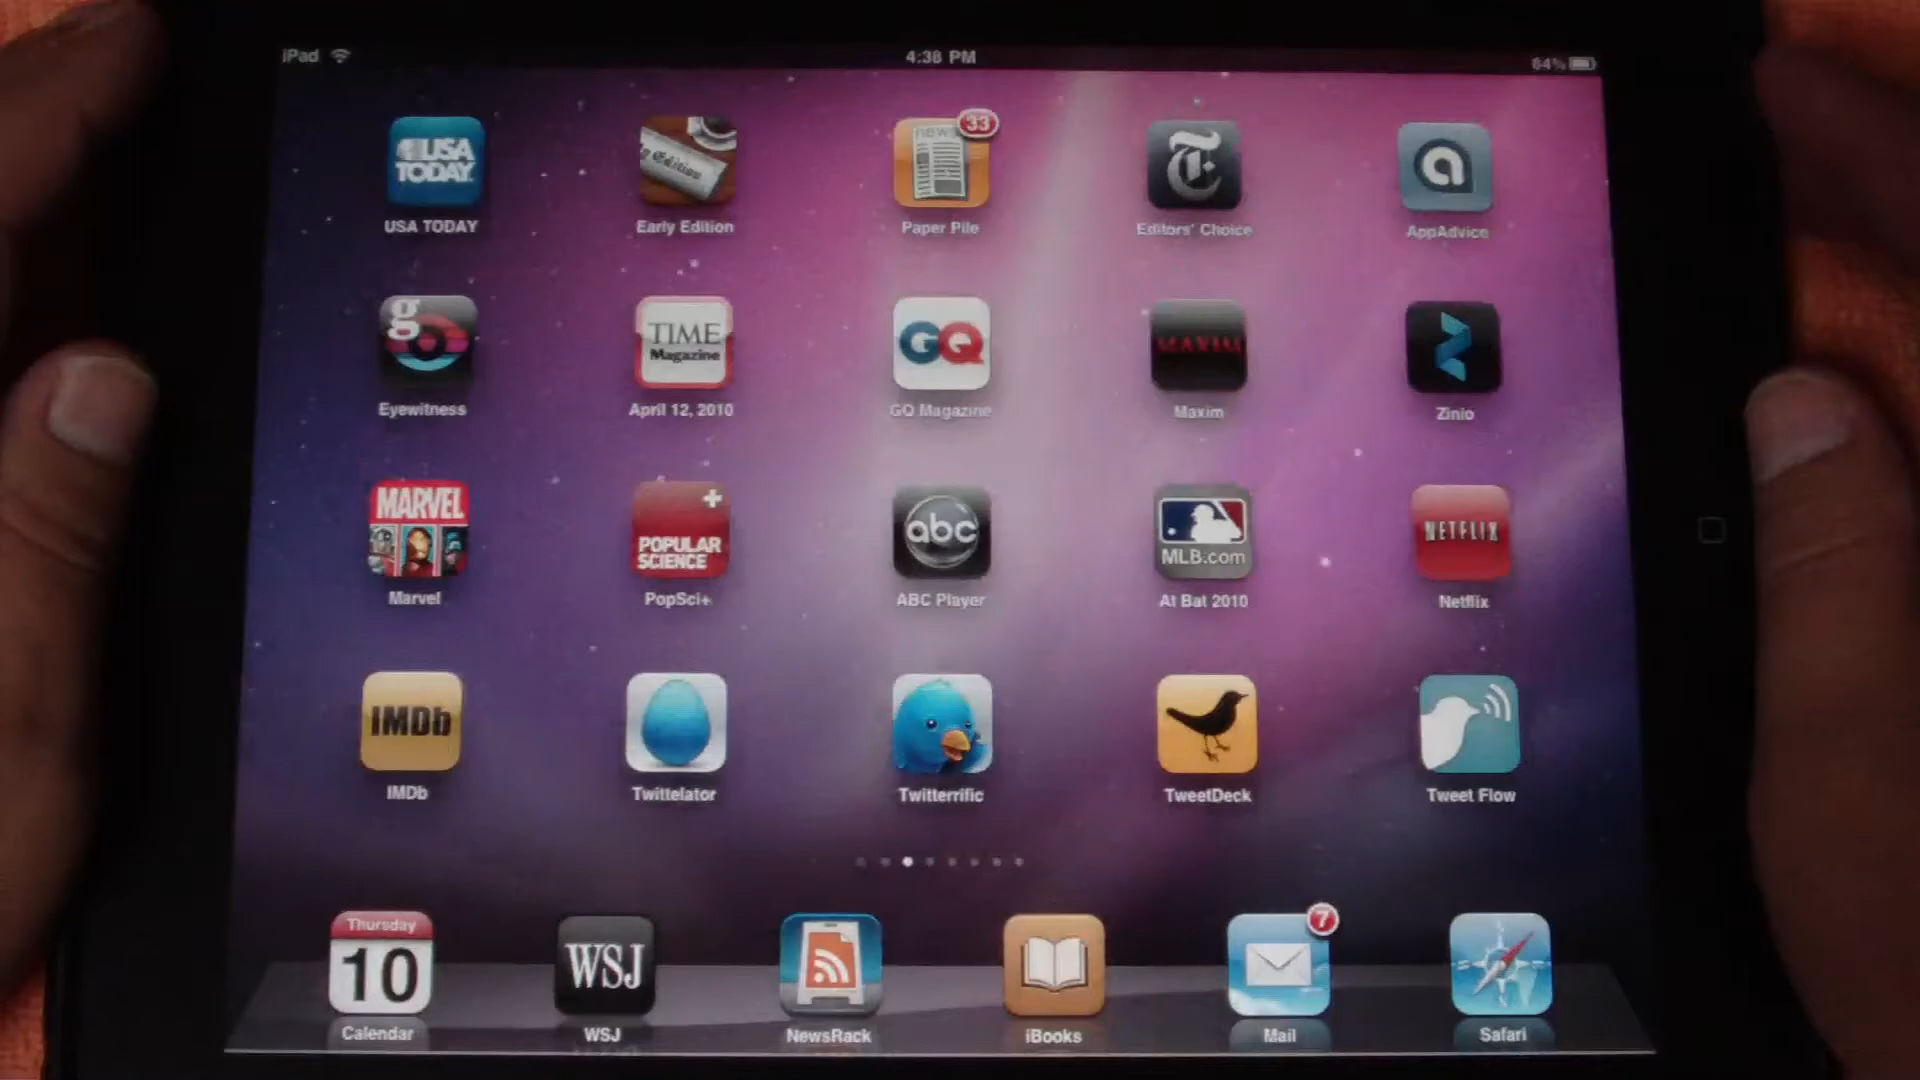 iPad
4:38 PM
84%
USA
TODAY
33
USA TODAY
Early Edition
Paper Pile
Editors' Choice
AppAdvice
g
TIME
Magazine
GQ
MAXIM
Eyewitness
April 12, 2010
GQ Magazine
Maxim
Zinio
MARVEL
POPULAR
SCIENCE
abc
MLB.com
NETFLIX
Marvel
PopSci+
ABC Player
At Bat 2010
Netflix
IMDb
IMDb
Twittelator
Twitterrific
TweetDeck
Tweet Flow
Thursday
10
WSJ
7
Calendar
WSJ
NewsRack
iBooks
Mail
Safari